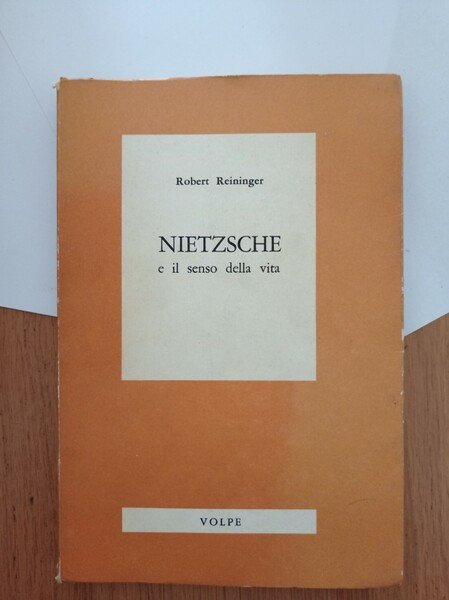 Robert Reininger
NIETZSCHE
e il senso della vita
VOLPE